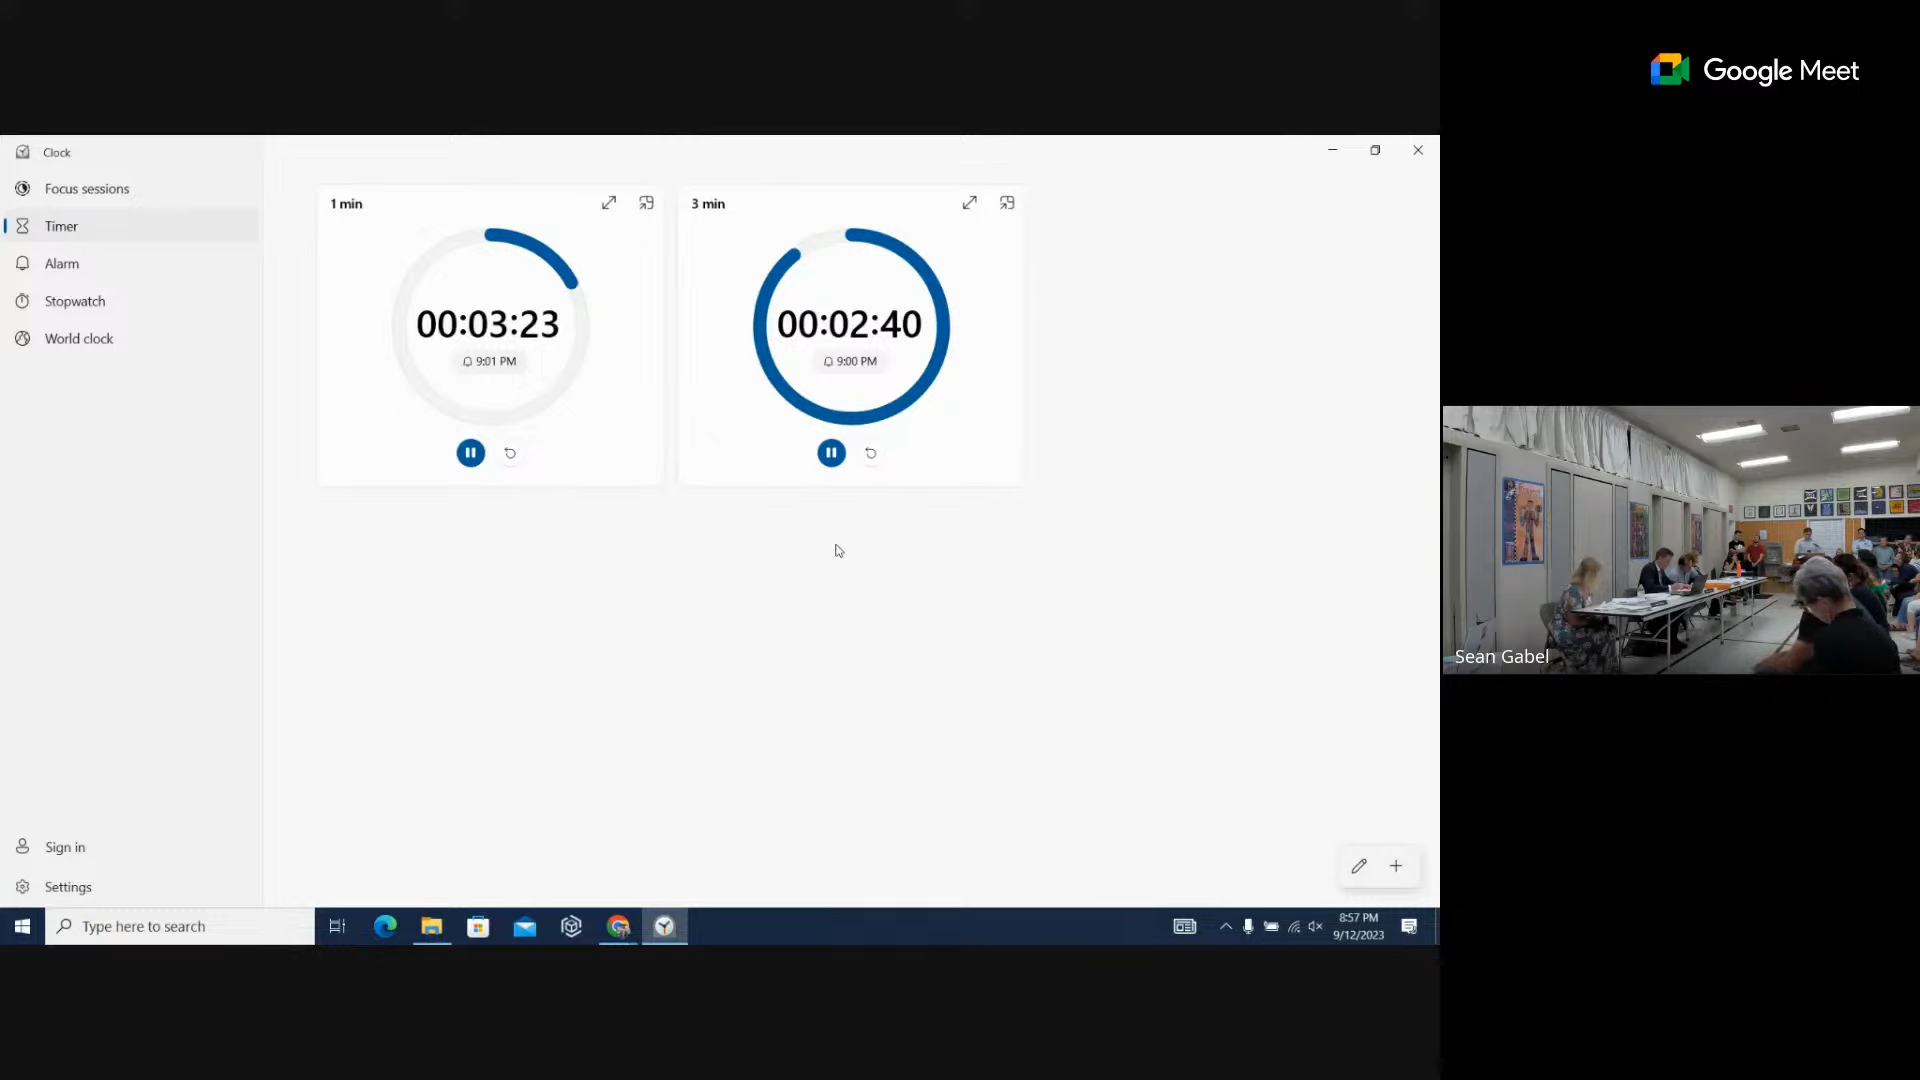 Google Meet
Clock
Focus sessions
Timer
Alarm
Stopwatch
World clock
1 min
00:03:23
9:01 PM
3 min
00:02:40
9:00 PM
Sean Gabel
Sign in
Settings
Type here to search
8:57 PM
9/12/2023